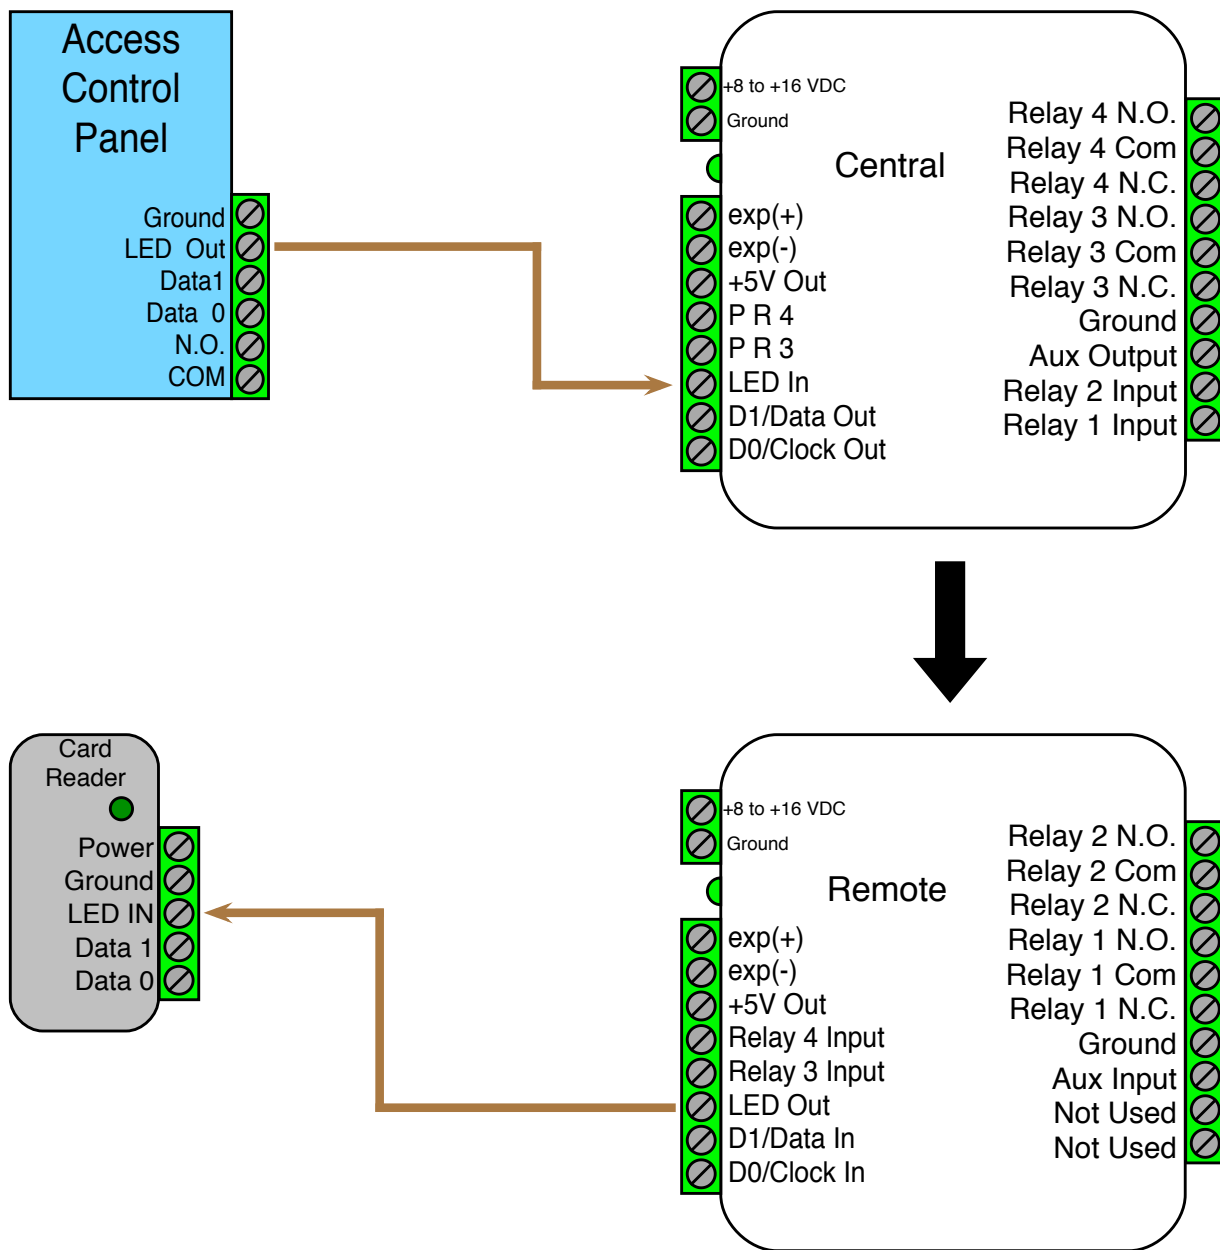 Access
Control
Panel
Ground
LED Out
Data1
Data 0
N.O.
COM
+8 to +16 VDC
Ground
Central
exp(+)
exp(-)
+5V Out
P R 4
P R 3
LED In
D1/Data Out
D0/Clock Out
Relay 4 N.O.
Relay 4 Com
Relay 4 N.C.
Relay 3 N.O.
Relay 3 Com
Relay 3 N.C.
Ground
Aux Output
Relay 2 Input
Relay 1 Input
Card
Reader
Power
Ground
LED IN
Data 1
Data 0
+8 to +16 VDC
Ground
Remote
exp(+)
exp(-)
+5V Out
Relay 4 Input
Relay 3 Input
LED Out
D1/Data In
D0/Clock In
Relay 2 N.O.
Relay 2 Com
Relay 2 N.C.
Relay 1 N.O.
Relay 1 Com
Relay 1 N.C.
Ground
Aux Input
Not Used
Not Used